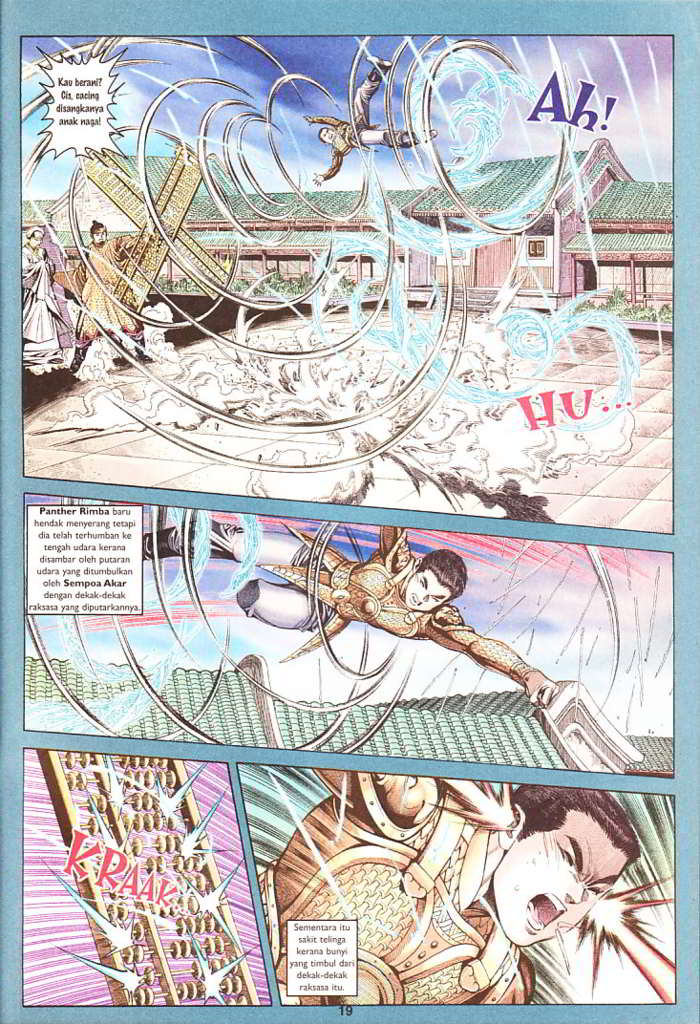 Kau berani?
Cis, cacing
disangkanya
anak naga!
Ah!
HU...
Panther Rimba baru
hendak menyerang tetapi
dia telah terhumban ke
tengah udara kerana
disambar oleh putaran
udara yang ditumbulkan
oleh Sempoa Akar
dengan dekak-dekak
raksasa yang diputarkannya.
KRAAK
Sementara itu
sakit telinga
kerana bunyi
yang timbul dari
dekak-dekak
raksasa itu.
19